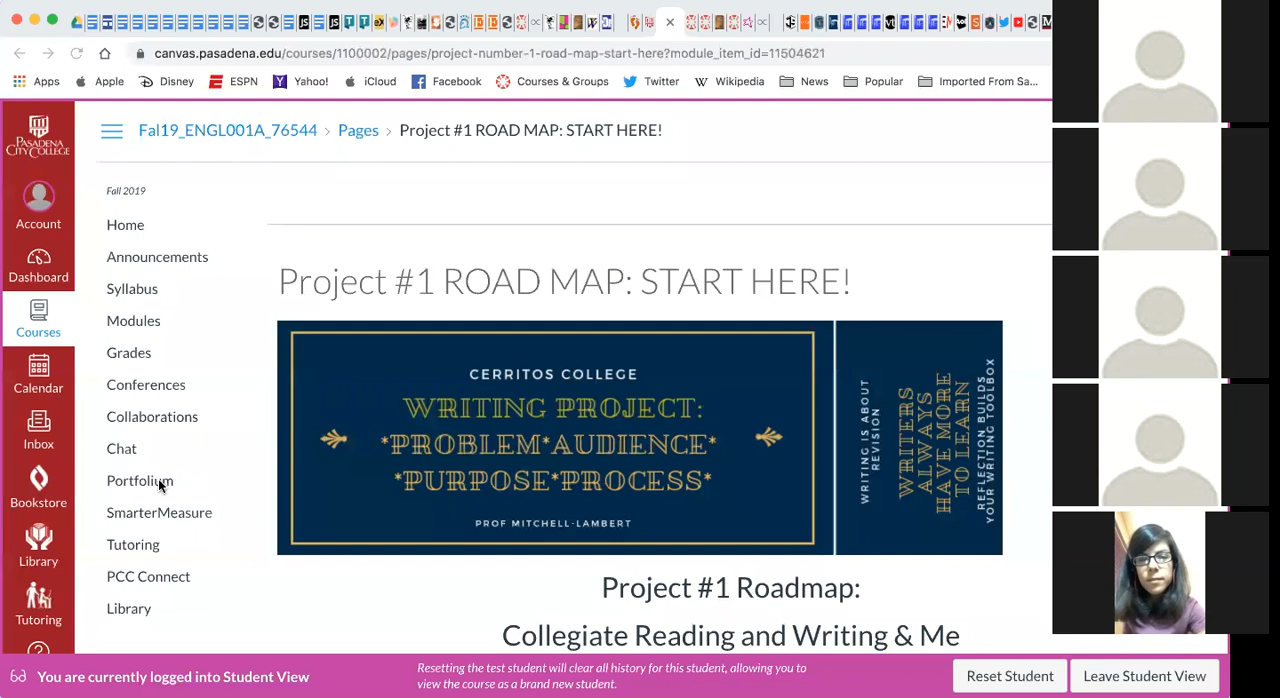 canvas.pasadena.edu/courses/1100002/pages/project-number-1-road-map-start-here?module_item_id=11504621
Apps Apple Disney ESPN Yahoo! iCloud Facebook Courses & Groups Twitter Wikipedia News Popular Imported From Sa...
PASADENA
CITY COLLEGE
Account
Dashboard
Courses
Calendar
Inbox
Bookstore
Library
Tutoring
Fal19_ENGL001A_76544 › Pages › Project #1 ROAD MAP: START HERE!
Fall 2019
Home
Announcements
Syllabus
Modules
Grades
Conferences
Collaborations
Chat
Portfolium
SmarterMeasure
Tutoring
PCC Connect
Library
Project #1 ROAD MAP: START HERE!
CERRITOS COLLEGE
WRITING PROJECT:
*PROBLEM*AUDIENCE*
*PURPOSE*PROCESS*
PROF MITCHELL-LAMBERT
WRITING IS ABOUT
REVISION
WRITERS
ALWAYS
HAVE MORE
TO LEARN
REFLECTION BUILDS
YOUR WRITING TOOLBOX
Project #1 Roadmap:
Collegiate Reading and Writing & Me
You are currently logged into Student View
Resetting the test student will clear all history for this student, allowing you to
view the course as a brand new student.
Reset Student
Leave Student View